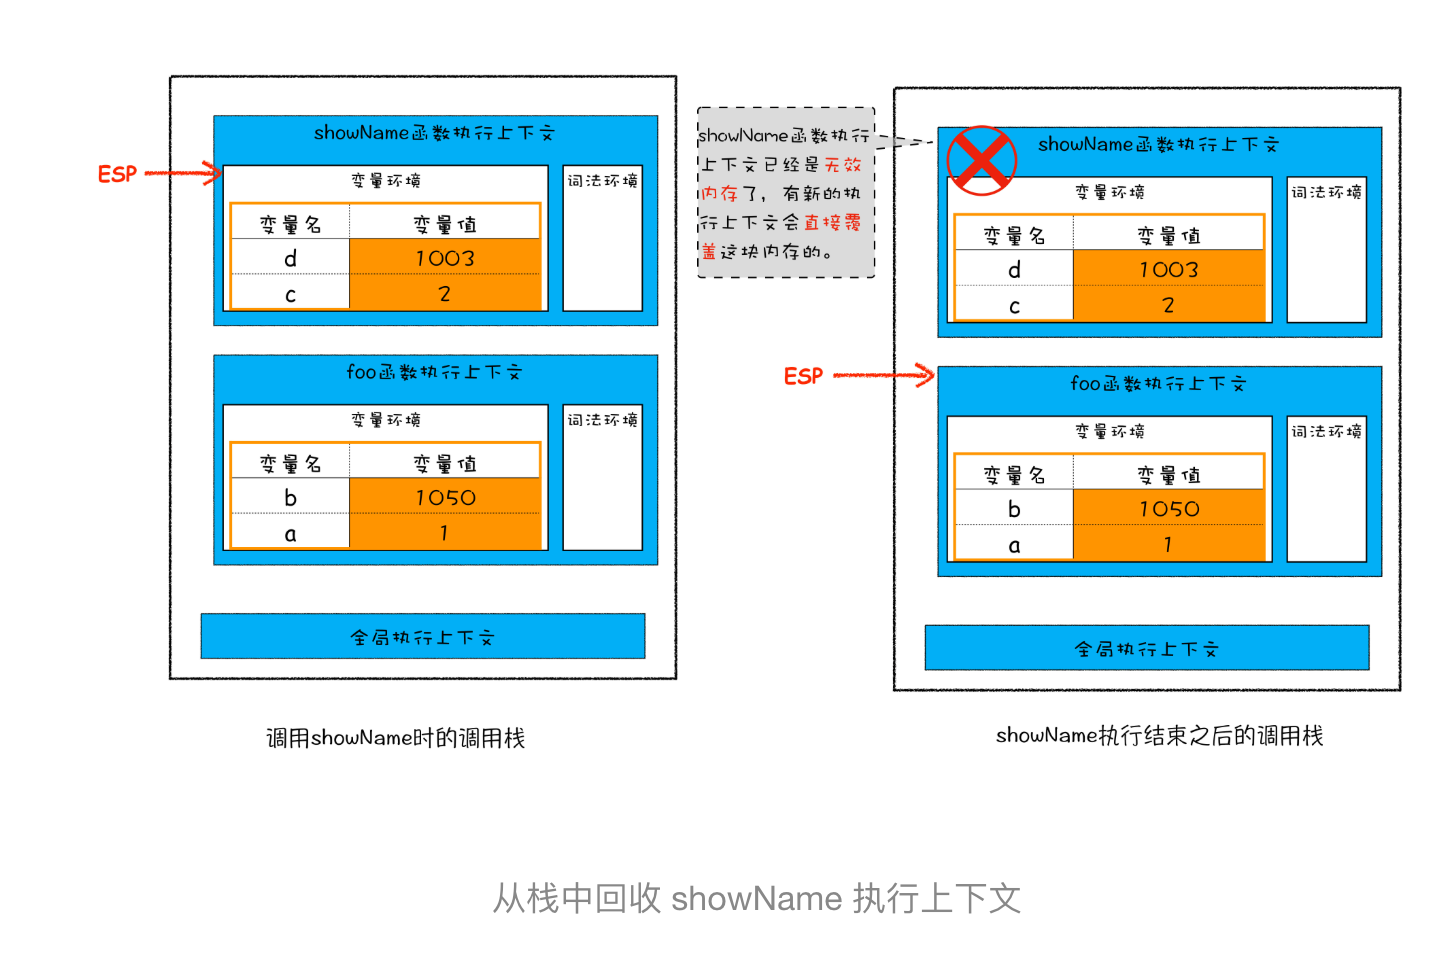 showName函数执行上下文
ESP
变量环境
词法环境
变量名 变量值
d 1003
c 2
foo函数执行上下文
变量环境
词法环境
变量名 变量值
b 1050
a 1
全局执行上下文
调用showName时的调用栈
showName函数执行
上下文已经是无效
内存了，有新的执
行上下文会直接覆
盖这块内存的。
showName函数执行上下文
变量环境
词法环境
变量名 变量值
d 1003
c 2
ESP
foo函数执行上下文
变量环境
词法环境
变量名 变量值
b 1050
a 1
全局执行上下文
showName执行结束之后的调用栈
从栈中回收 showName 执行上下文